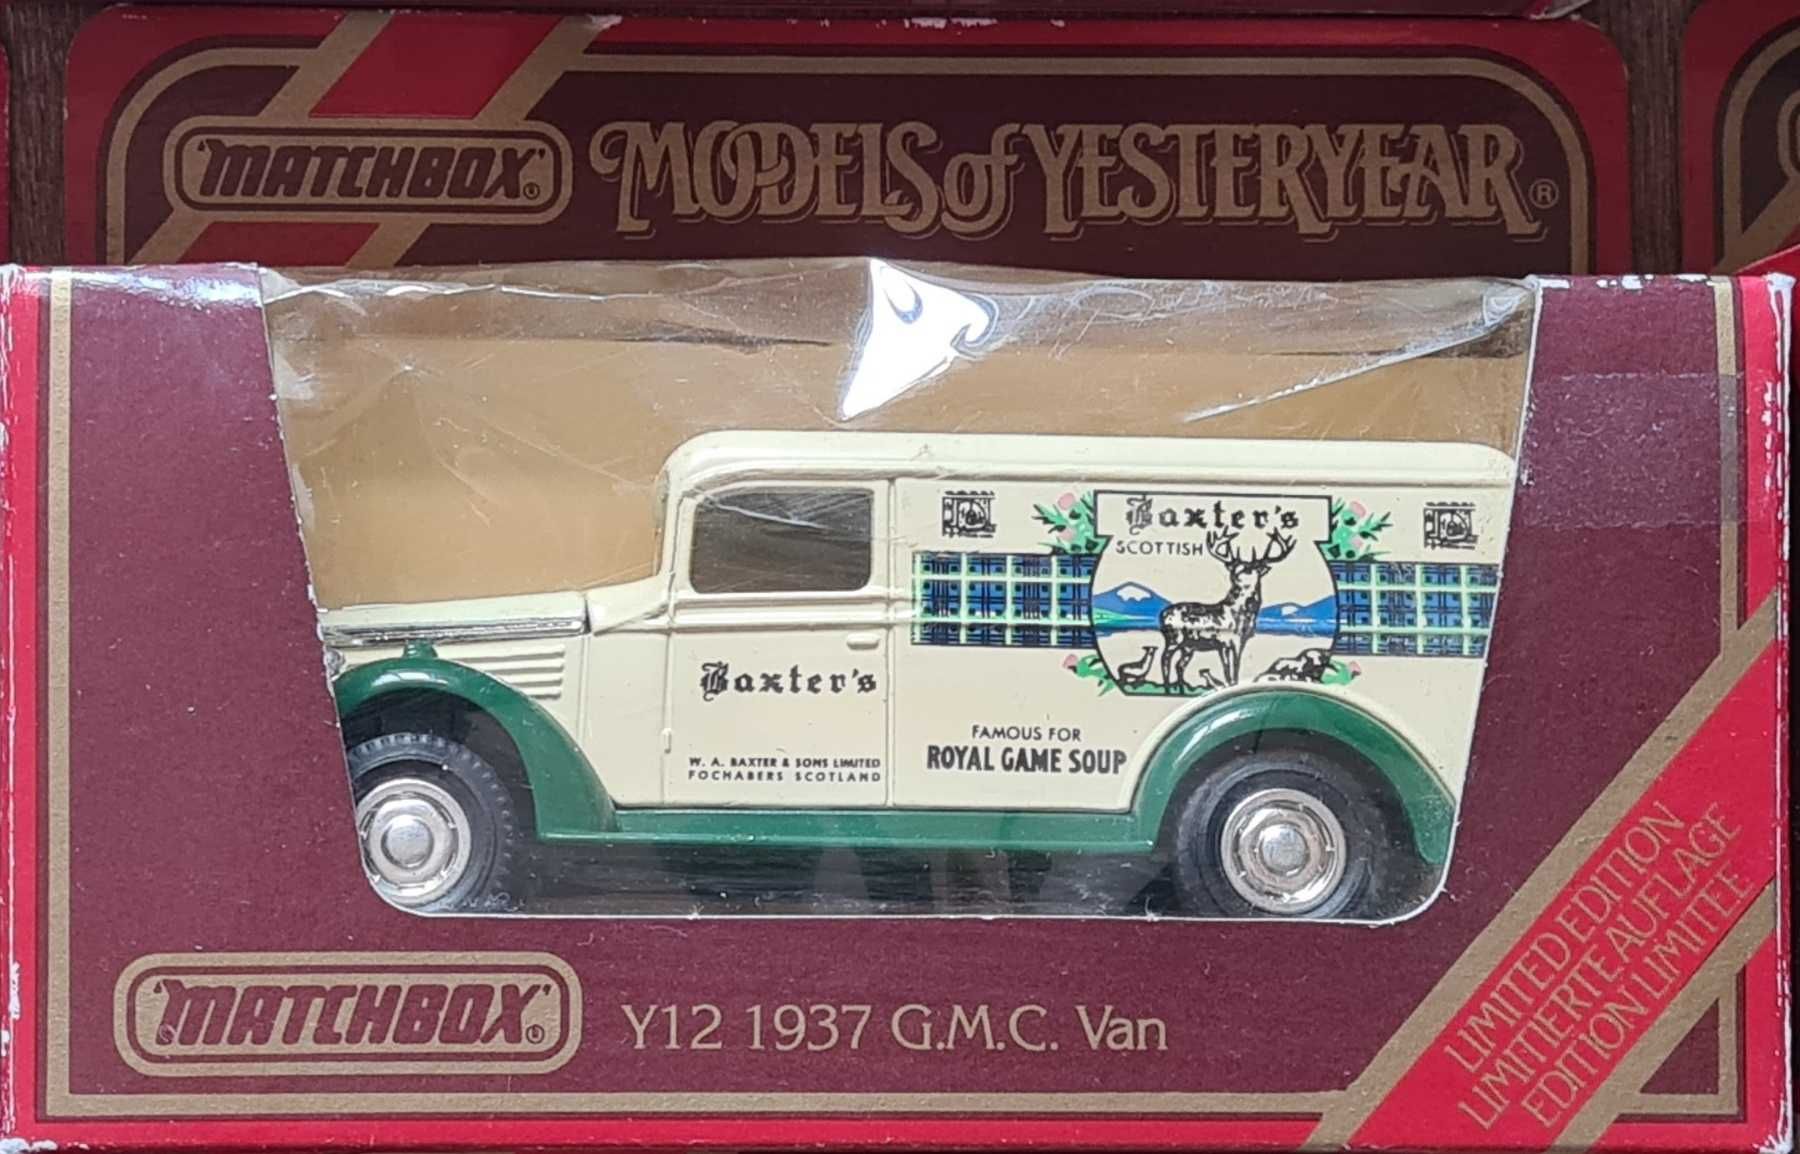 "MATCHBOX"®
MODELS of YESTERYEAR®
Baxter's
SCOTTISH
Baxter's
FAMOUS FOR
ROYAL GAME SOUP
W. A. BAXTER & SONS LIMITED
FOCHABERS SCOTLAND
"MATCHBOX"®
Y12 1937 G.M.C. Van
LIMITED EDITION
LIMITIERTE AUFLAGE
EDITION LIMITEE